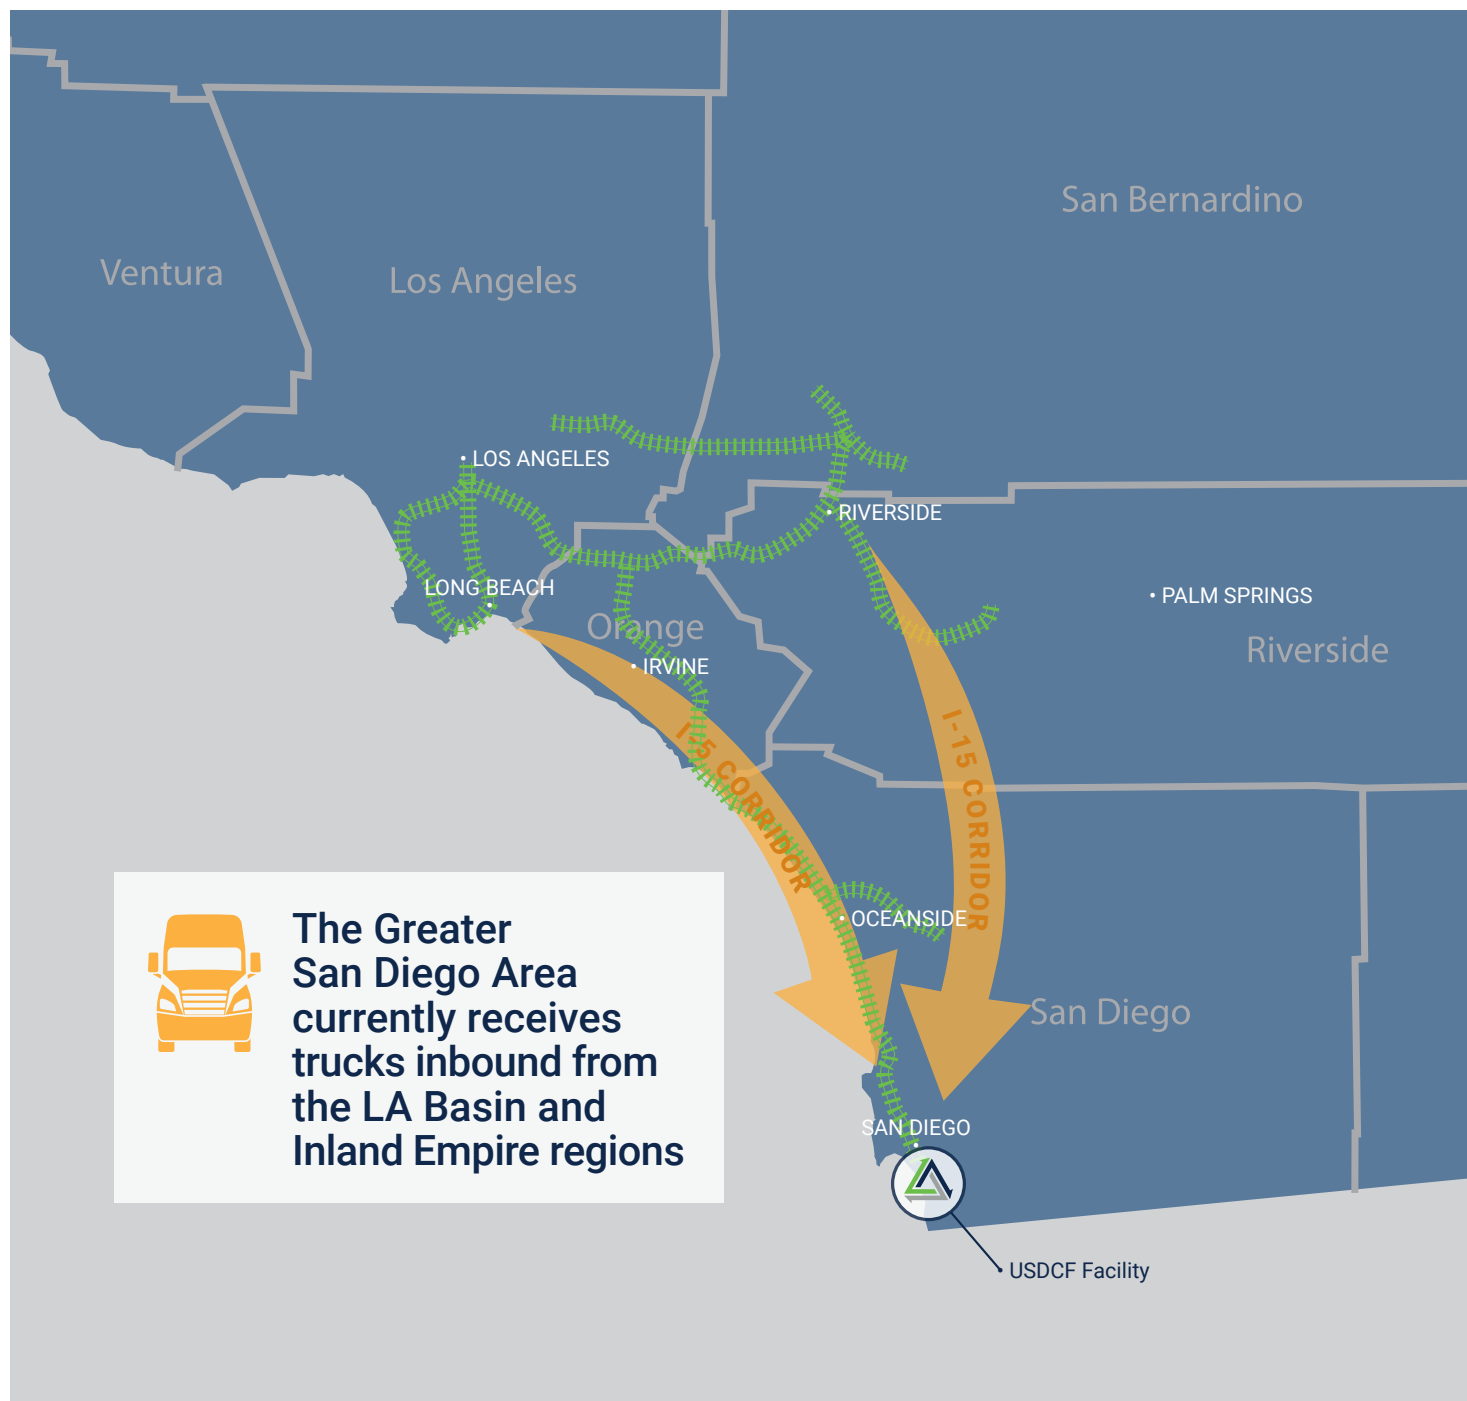 San Bernardino
Ventura
Los Angeles
LOS ANGELES
RIVERSIDE
LONG BEACH
PALM SPRINGS
Orange
Riverside
IRVINE
I-5 CORRIDOR
I-15 CORRIDOR
OCEANSIDE
The Greater
San Diego Area
currently receives
trucks inbound from
the LA Basin and
Inland Empire regions
San Diego
SAN DIEGO
USDCF Facility